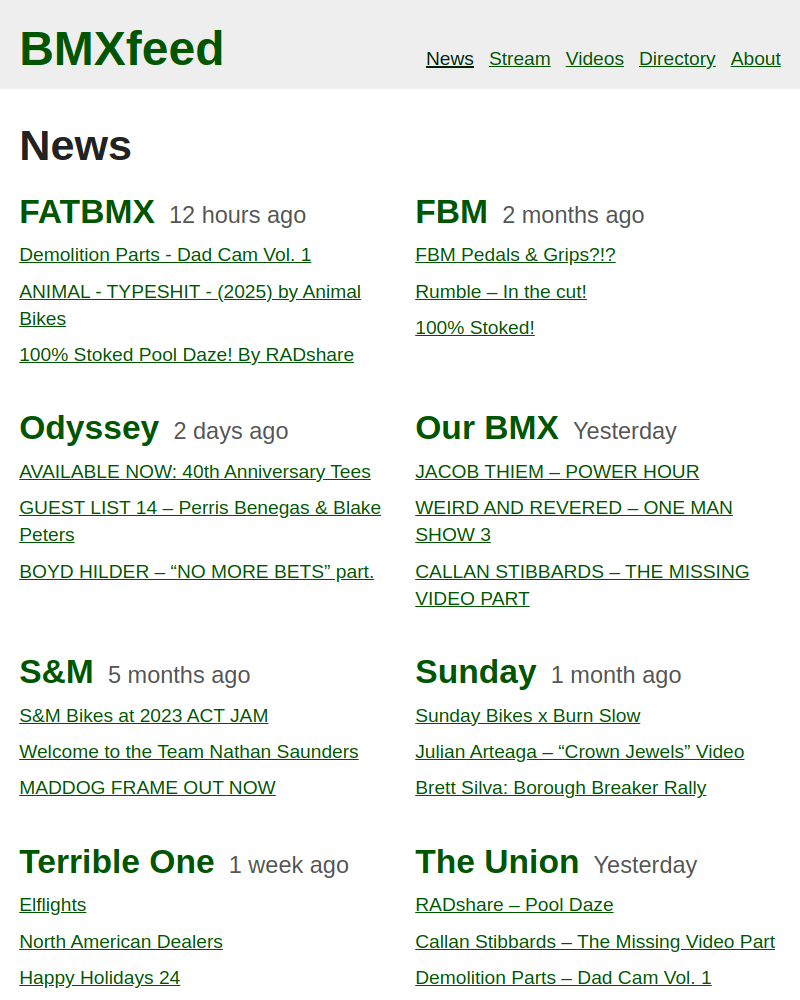 BMXfeed
News Stream Videos Directory About
News
FATBMX 12 hours ago
Demolition Parts - Dad Cam Vol. 1
ANIMAL - TYPESHIT - (2025) by Animal
Bikes
100% Stoked Pool Daze! By RADshare
FBM 2 months ago
FBM Pedals & Grips?!?
Rumble – In the cut!
100% Stoked!
Odyssey 2 days ago
AVAILABLE NOW: 40th Anniversary Tees
GUEST LIST 14 – Perris Benegas & Blake
Peters
BOYD HILDER – “NO MORE BETS” part.
Our BMX Yesterday
JACOB THIEM – POWER HOUR
WEIRD AND REVERED – ONE MAN
SHOW 3
CALLAN STIBBARDS – THE MISSING
VIDEO PART
S&M 5 months ago
S&M Bikes at 2023 ACT JAM
Welcome to the Team Nathan Saunders
MADDOG FRAME OUT NOW
Sunday 1 month ago
Sunday Bikes x Burn Slow
Julian Arteaga – “Crown Jewels” Video
Brett Silva: Borough Breaker Rally
Terrible One 1 week ago
Elflights
North American Dealers
Happy Holidays 24
The Union Yesterday
RADshare – Pool Daze
Callan Stibbards – The Missing Video Part
Demolition Parts – Dad Cam Vol. 1